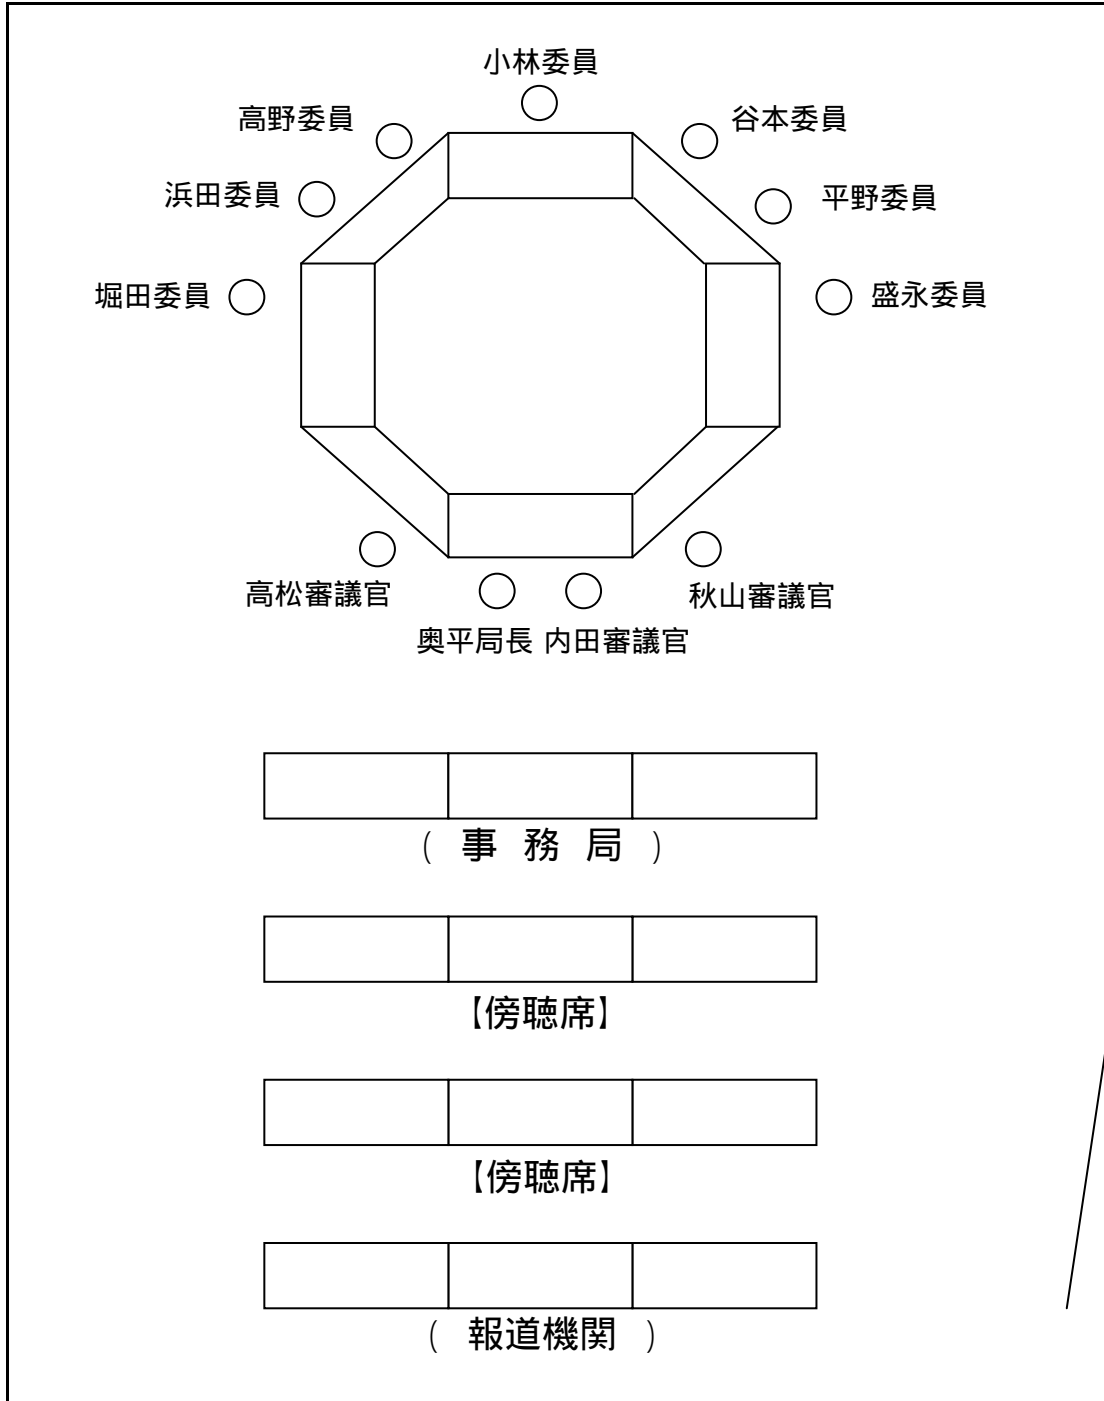 小林委員
高野委員
谷本委員
浜田委員
平野委員
堀田委員
盛永委員
高松審議官
秋山審議官
奥平局長 内田審議官
( 事 務 局 )
【傍聴席】
【傍聴席】
( 報道機関 )